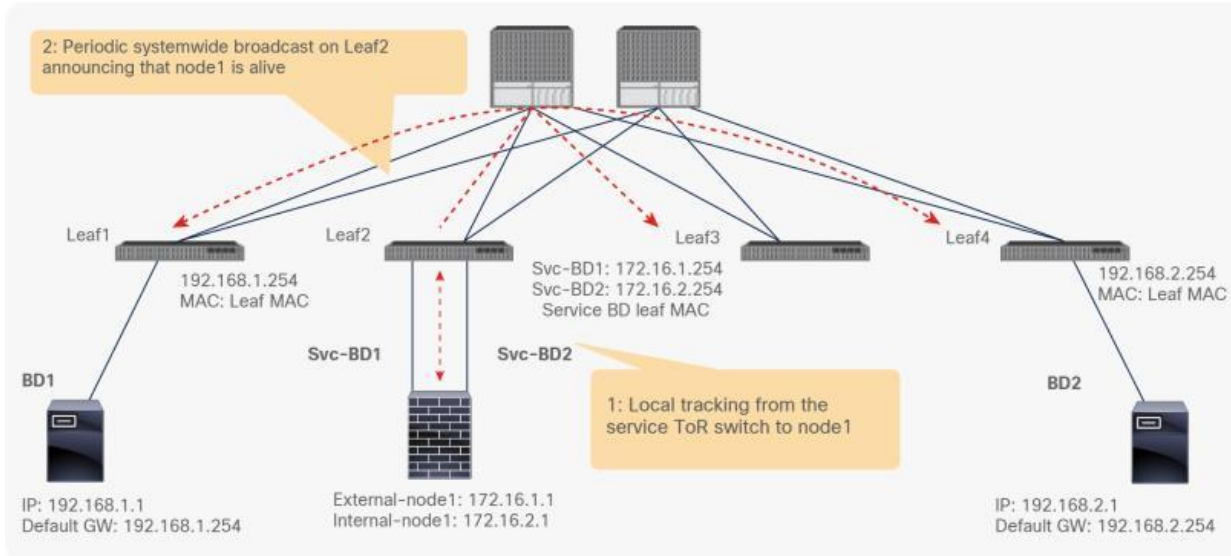 2: Periodic systemwide broadcast on Leaf2
announcing that node1 is alive
Leaf1
Leaf2
Leaf3
Leaf4
192.168.1.254
MAC: Leaf MAC
Svc-BD1: 172.16.1.254
Svc-BD2: 172.16.2.254
Service BD leaf MAC
192.168.2.254
MAC: Leaf MAC
Svc-BD1
Svc-BD2
BD1
BD2
1: Local tracking from the
service ToR switch to node1
IP: 192.168.1.1
Default GW: 192.168.1.254
External-node1: 172.16.1.1
Internal-node1: 172.16.2.1
IP: 192.168.2.1
Default GW: 192.168.2.254